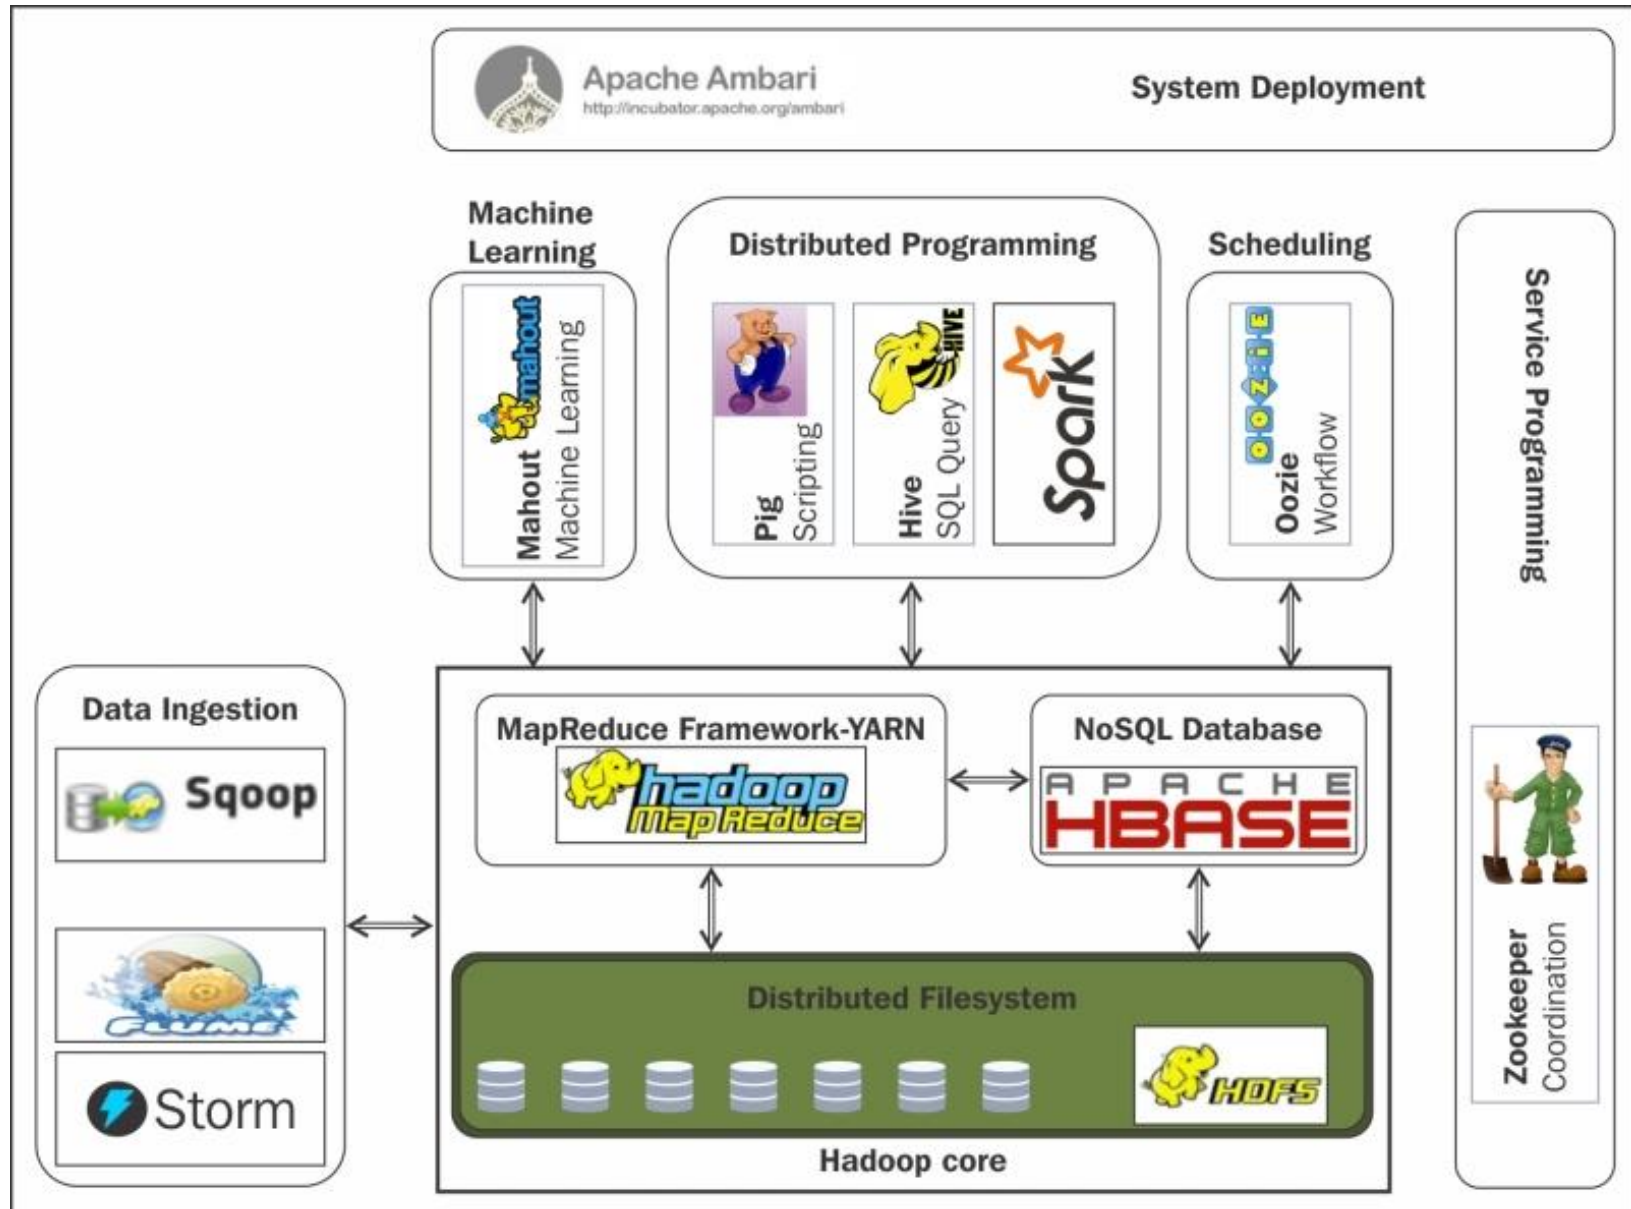 Apache Ambari
http://incubator.apache.org/ambari
System Deployment
Machine
Learning
mahout
Mahout
Machine Learning
Distributed Programming
Pig
Scripting
HIVE
Hive
SQL Query
Spark
Scheduling
OOZIE
Oozie
Workflow
Service Programming
Zookeeper
Coordination
Data Ingestion
Sqoop
FLUME
Storm
MapReduce Framework-YARN
hadoop
Map Reduce
NoSQL Database
APACHE
HBASE
Distributed Filesystem
HDFS
Hadoop core